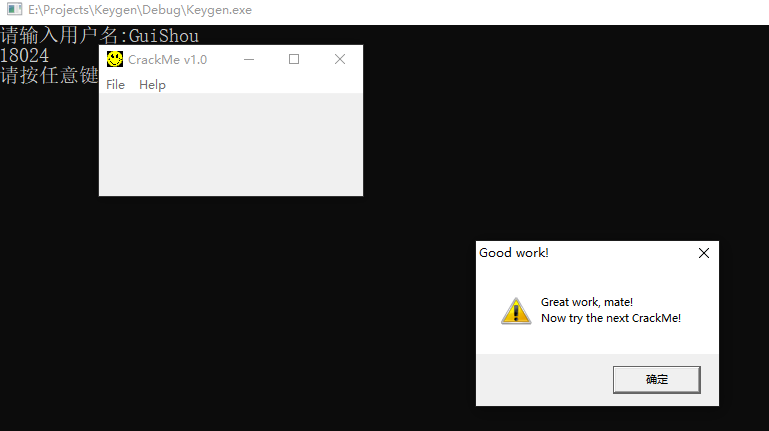 E:\Projects\Keygen\Debug\Keygen.exe
请输入用户名:GuiShou
18024
请按任意键
CrackMe v1.0
File Help
Good work!
Great work, mate!
Now try the next CrackMe!
确定